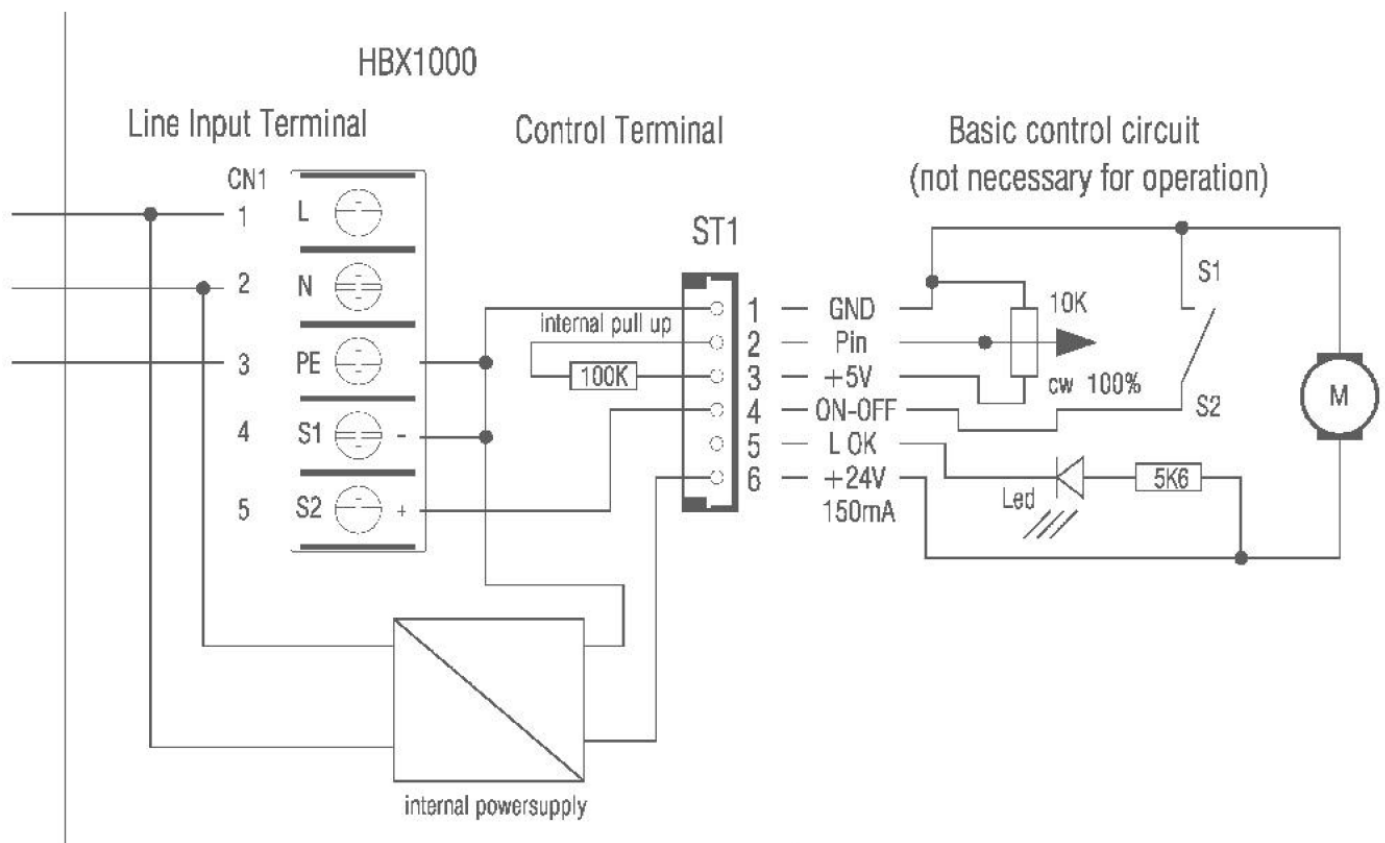 HBX1000
Line Input Terminal
Control Terminal
Basic control circuit
(not necessary for operation)
CN1
1 L
2 N
3 PE
4 S1 -
5 S2 +
ST1
internal pull up
100K
1 GND
2 Pin
3 +5V
4 ON-OFF
5 L OK
6 +24V
150mA
10K
cw 100%
S1
S2
M
Led
5K6
internal powersupply